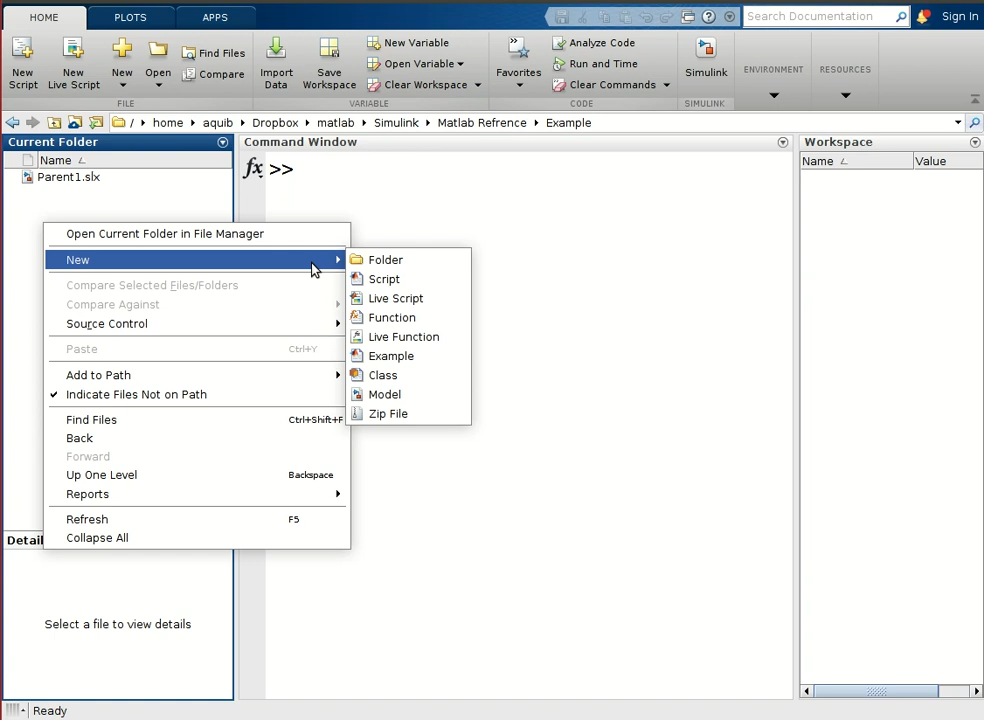 HOME
PLOTS
APPS
Search Documentation
Sign In
New Script
New Live Script
New
Open
Find Files
Compare
Import Data
Save Workspace
New Variable
Open Variable
Clear Workspace
Favorites
Analyze Code
Run and Time
Clear Commands
Simulink
ENVIRONMENT
RESOURCES
FILE
VARIABLE
CODE
SIMULINK
/ home aquib Dropbox matlab Simulink Matlab Refrence Example
Current Folder
Name
Parent1.slx
Command Window
fx >>
Workspace
Name Value
Open Current Folder in File Manager
New
Compare Selected Files/Folders
Compare Against
Source Control
Paste Ctrl+Y
Add to Path
Indicate Files Not on Path
Find Files Ctrl+Shift+F
Back
Forward
Up One Level Backspace
Reports
Refresh F5
Collapse All
Folder
Script
Live Script
Function
Live Function
Example
Class
Model
Zip File
Detail
Select a file to view details
Ready